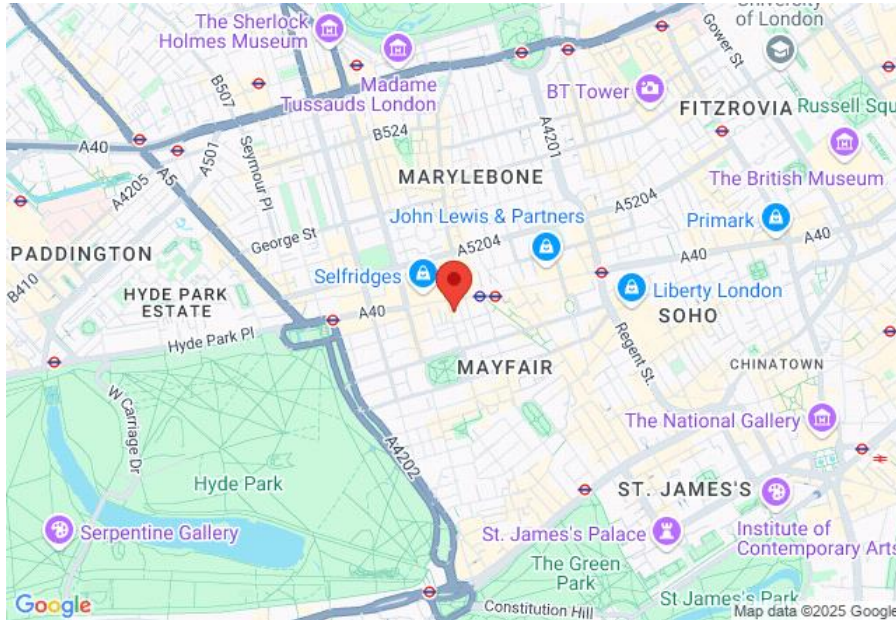 The Sherlock
Holmes Museum
Madame
Tussauds London
University
of London
Gower St
BT Tower
FITZROVIA
Russell Squ
B507
B524
A4201
A40
A501
A4205
A5
Seymour Pl
MARYLEBONE
The British Museum
John Lewis & Partners
A5204
Primark
George St
A5204
A40
A40
PADDINGTON
B410
Selfridges
HYDE PARK
ESTATE
Liberty London
SOHO
A40
Hyde Park Pl
Regent St.
MAYFAIR
CHINATOWN
W Carriage Dr
The National Gallery
A4202
Hyde Park
ST. JAMES'S
Serpentine Gallery
St. James's Palace
Institute of
Contemporary Arts
The Green
Park
St James's Park
Constitution Hill
Google
Map data ©2025 Google